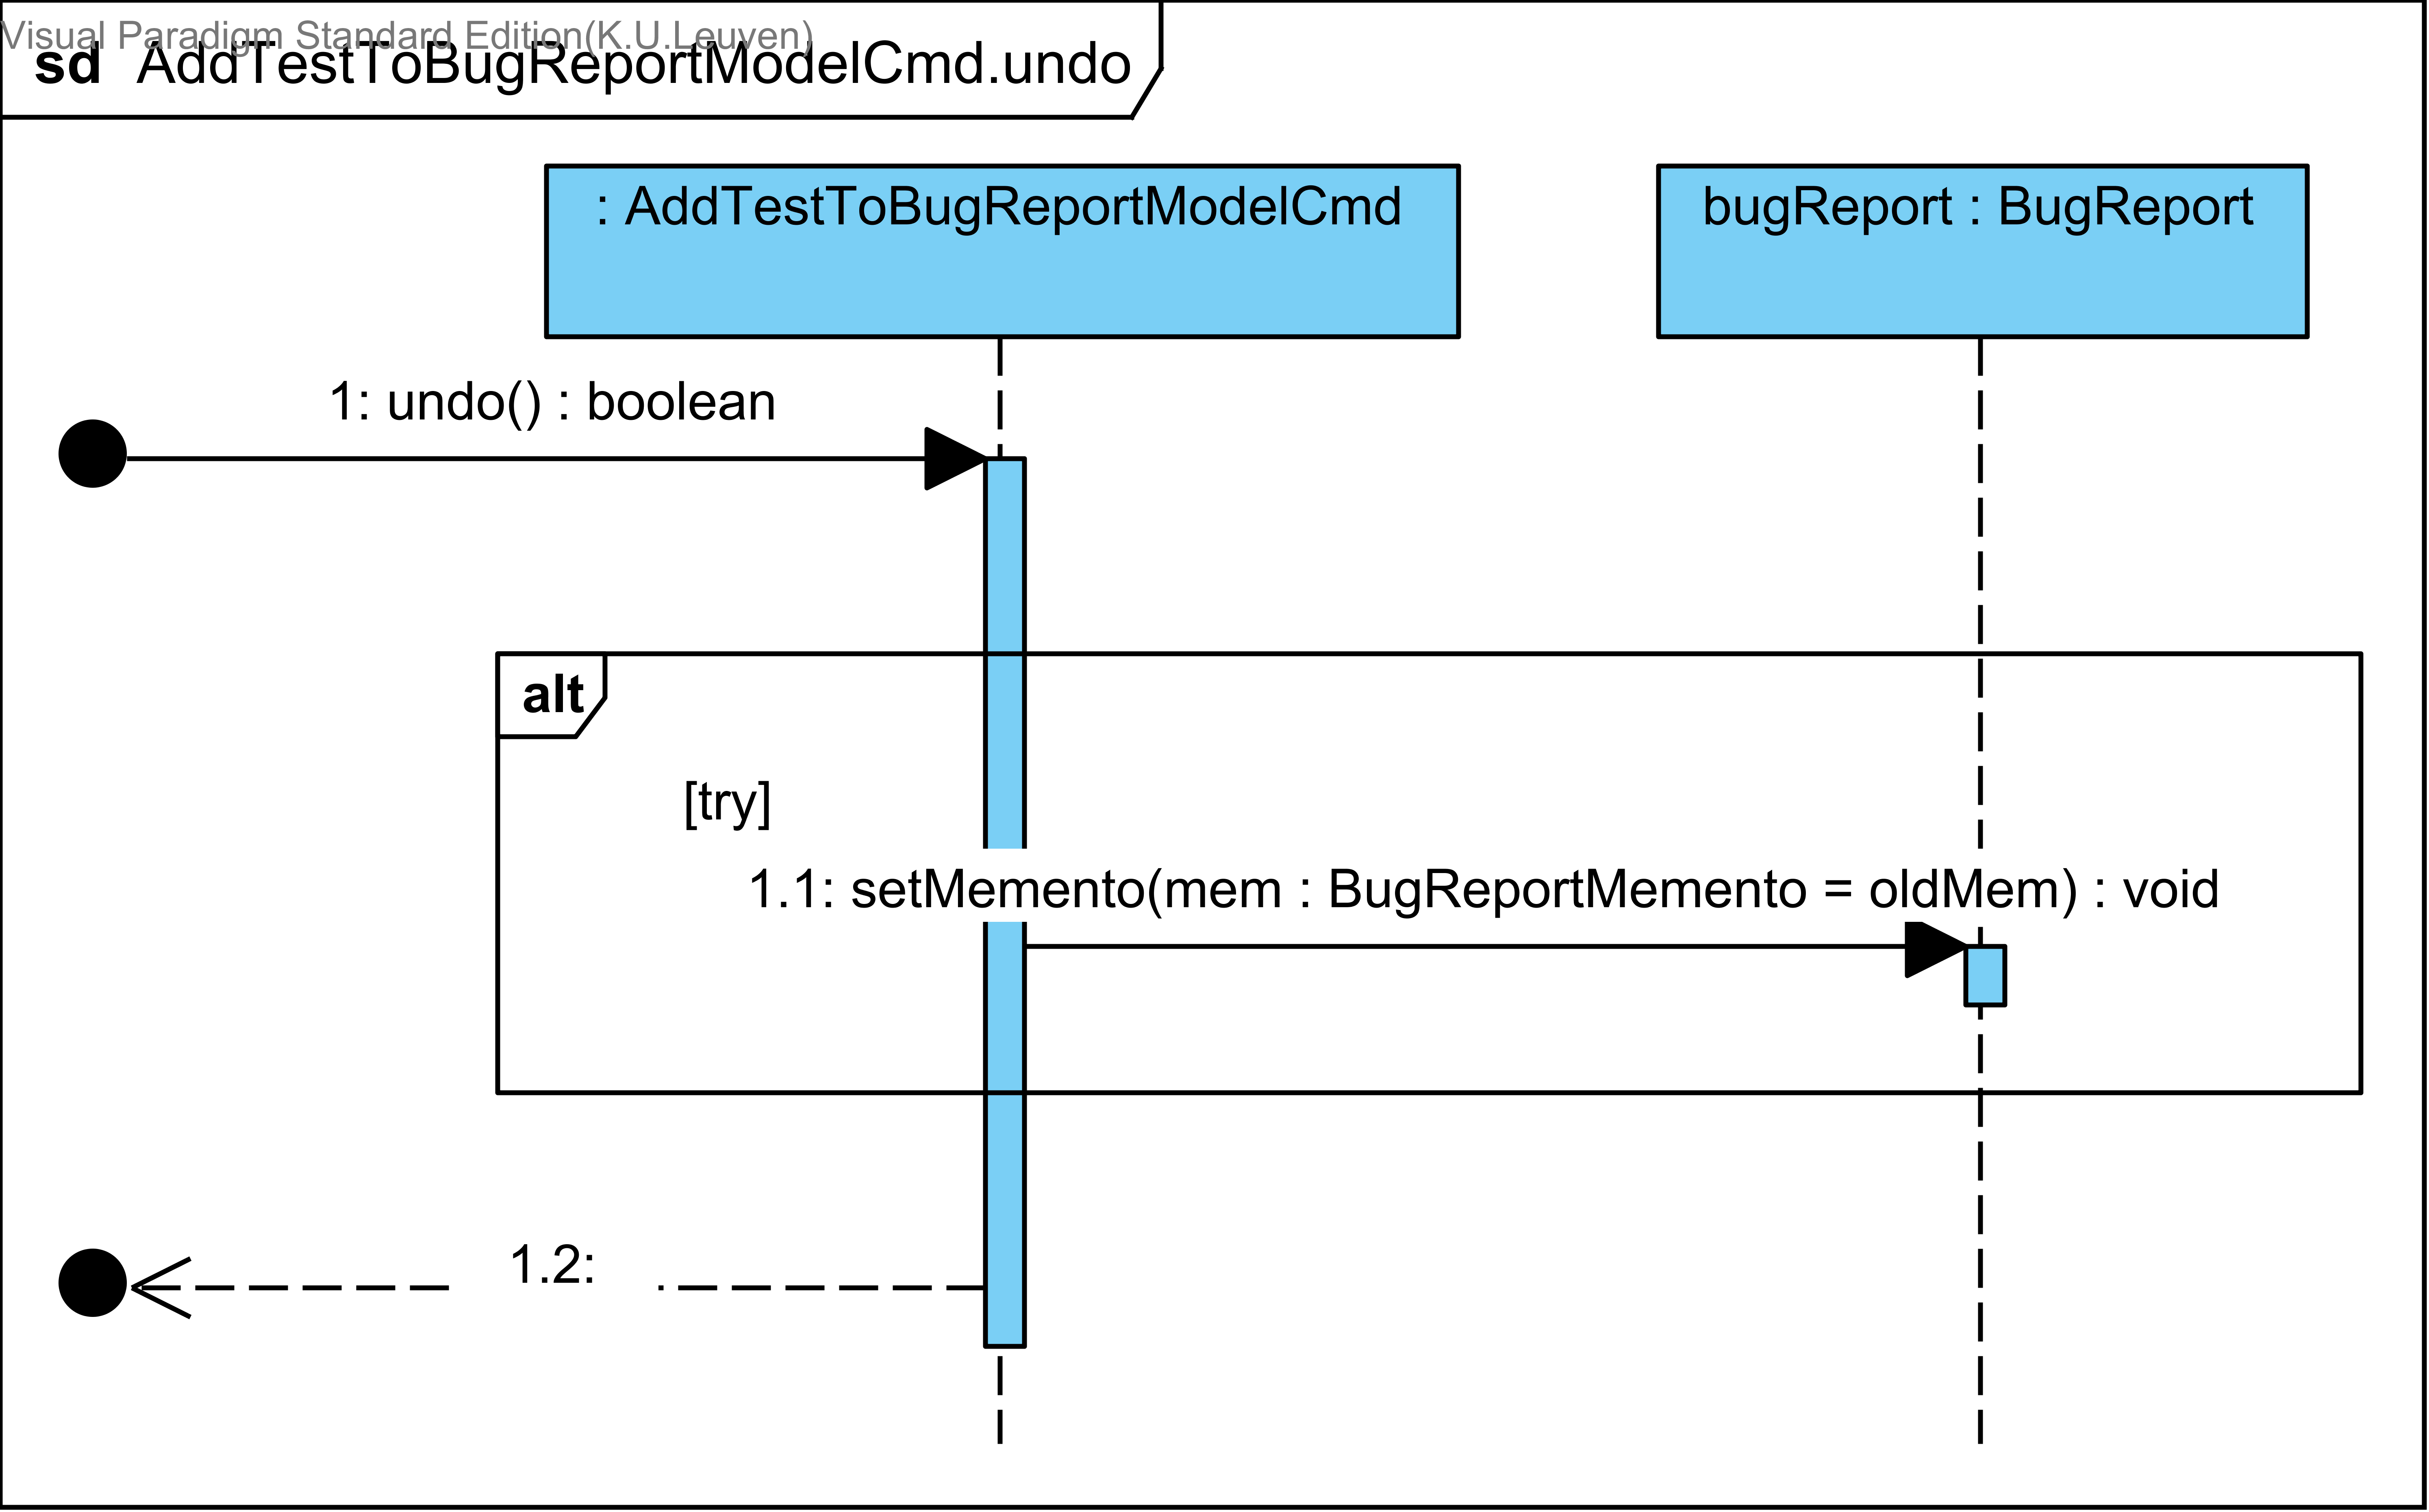 Visual Paradigm Standard Edition(K.U.Leuven)
sd AddTestToBugReportModelCmd.undo
: AddTestToBugReportModelCmd
bugReport : BugReport
1: undo() : boolean
alt
[try]
1.1: setMemento(mem : BugReportMemento = oldMem) : void
1.2: